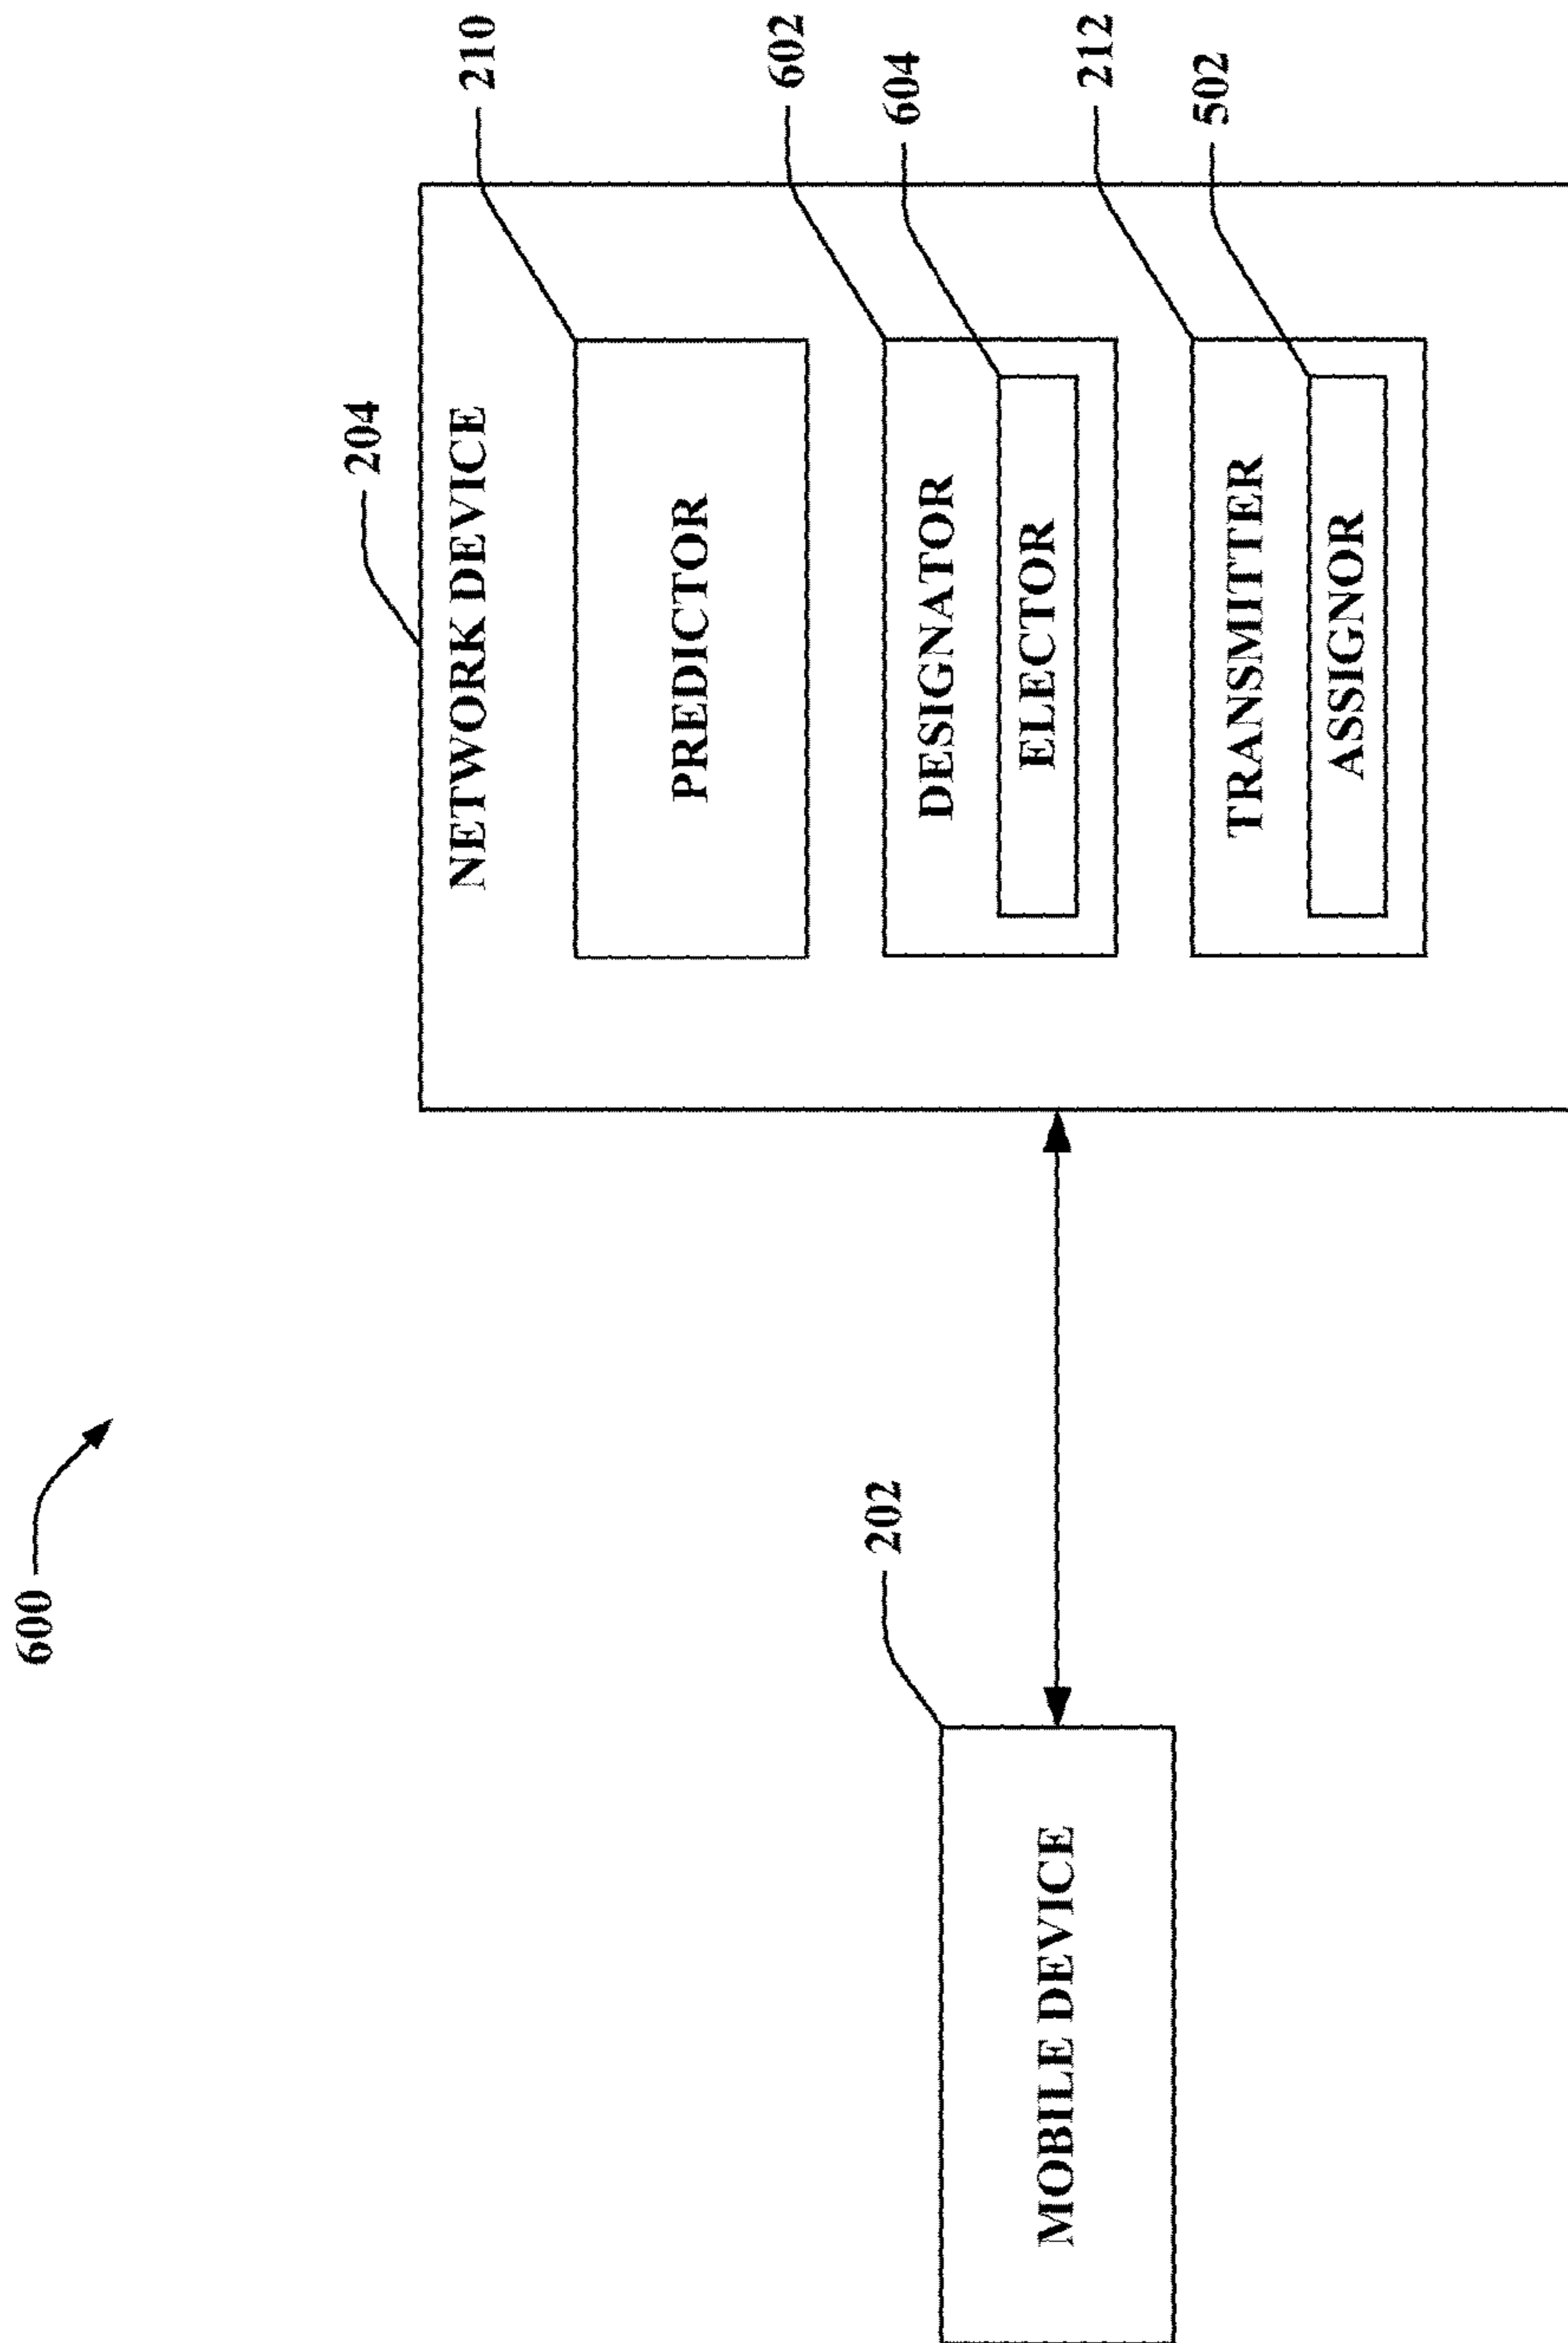 600
204
NETWORK DEVICE
210
PREDICTOR
602
DESIGNATOR
604
ELECTOR
202
MOBILE DEVICE
212
TRANSMITTER
502
ASSIGNOR